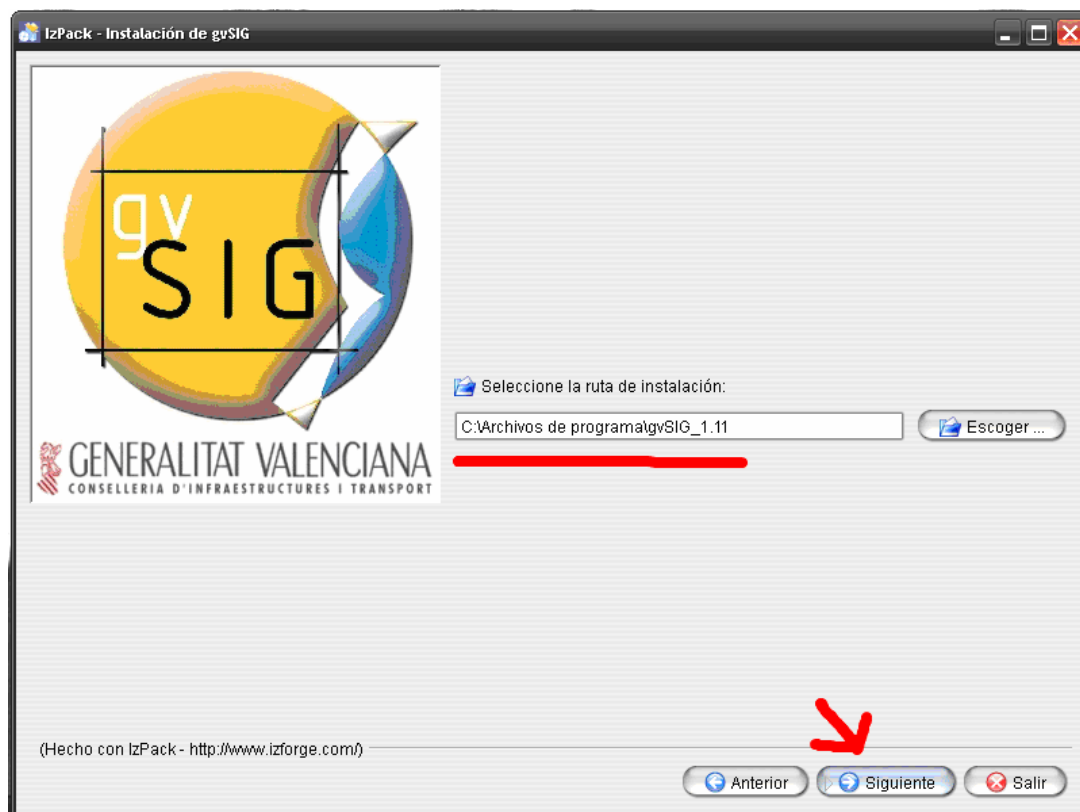 IzPack - Instalación de gvSIG
gv
SIG
GENERALITAT VALENCIANA
CONSELLERIA D'INFRAESTRUCTURES I TRANSPORT
Seleccione la ruta de instalación:
C:\Archivos de programa\gvSIG_1.11
Escoger ...
(Hecho con IzPack - http://www.izforge.com/)
Anterior
Siguiente
Salir